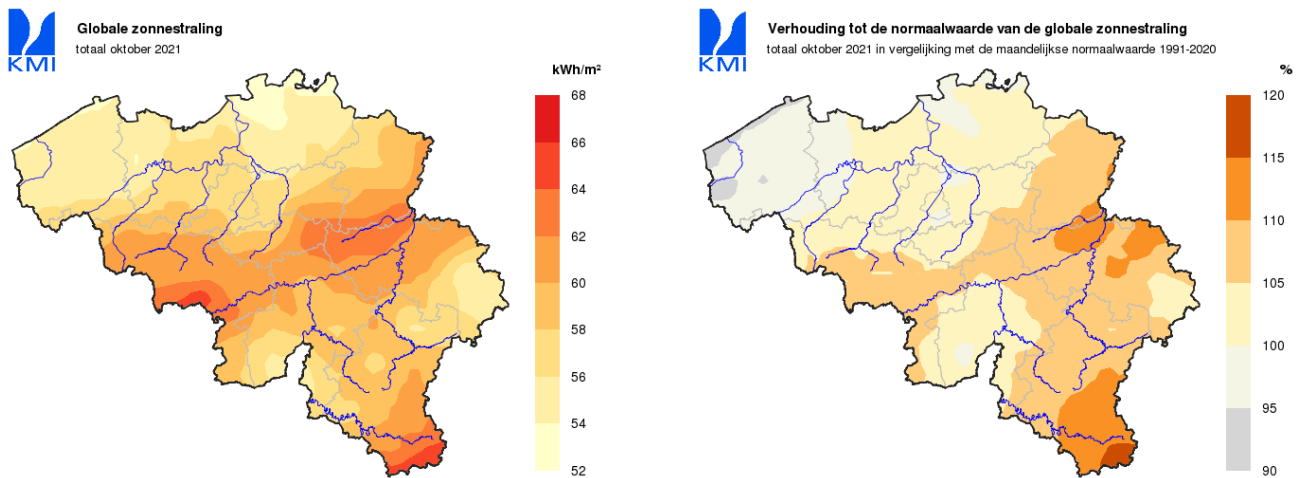 KMI
Globale zonnestraling
totaal oktober 2021
kWh/m²
68
66
64
62
60
58
56
54
52
KMI
Verhouding tot de normaalwaarde van de globale zonnestraling
totaal oktober 2021 in vergelijking met de maandelijkse normaalwaarde 1991-2020
%
120
115
110
105
100
95
90